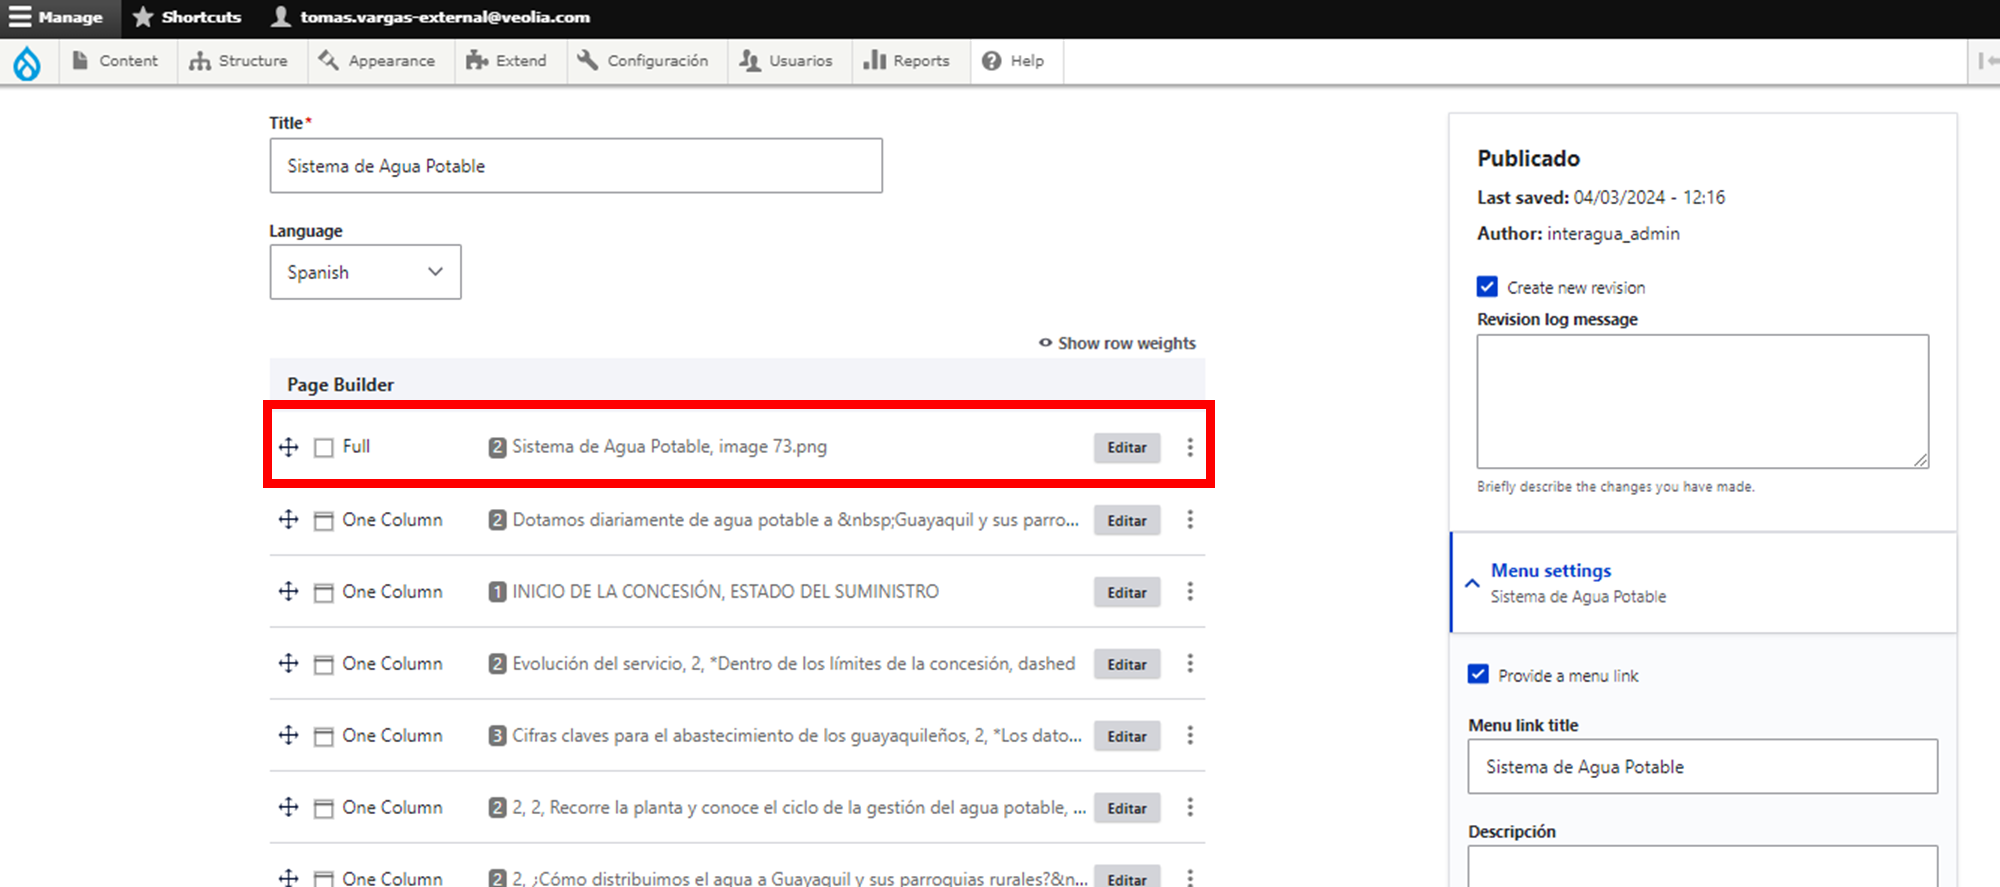 Manage Shortcuts tomas.vargas-external@veolia.com
Content Structure Appearance Extend Configuración Usuarios Reports Help
Title*
Sistema de Agua Potable
Language
Spanish
Show row weights
Page Builder
Full 2 Sistema de Agua Potable, image 73.png Editar
One Column 2 Dotamos diariamente de agua potable a &nbsp;Guayaquil y sus parro... Editar
One Column 1 INICIO DE LA CONCESIÓN, ESTADO DEL SUMINISTRO Editar
One Column 2 Evolución del servicio, 2, *Dentro de los límites de la concesión, dashed Editar
One Column 3 Cifras claves para el abastecimiento de los guayaquileños, 2, *Los dato... Editar
One Column 2 2, 2, Recorre la planta y conoce el ciclo de la gestión del agua potable, ... Editar
One Column 2 2, ¿Cómo distribuimos el agua a Guayaquil y sus parroquias rurales?&n... Editar
Publicado
Last saved: 04/03/2024 - 12:16
Author: interagua_admin
Create new revision
Revision log message
Briefly describe the changes you have made.
Menu settings
Sistema de Agua Potable
Provide a menu link
Menu link title
Sistema de Agua Potable
Descripción